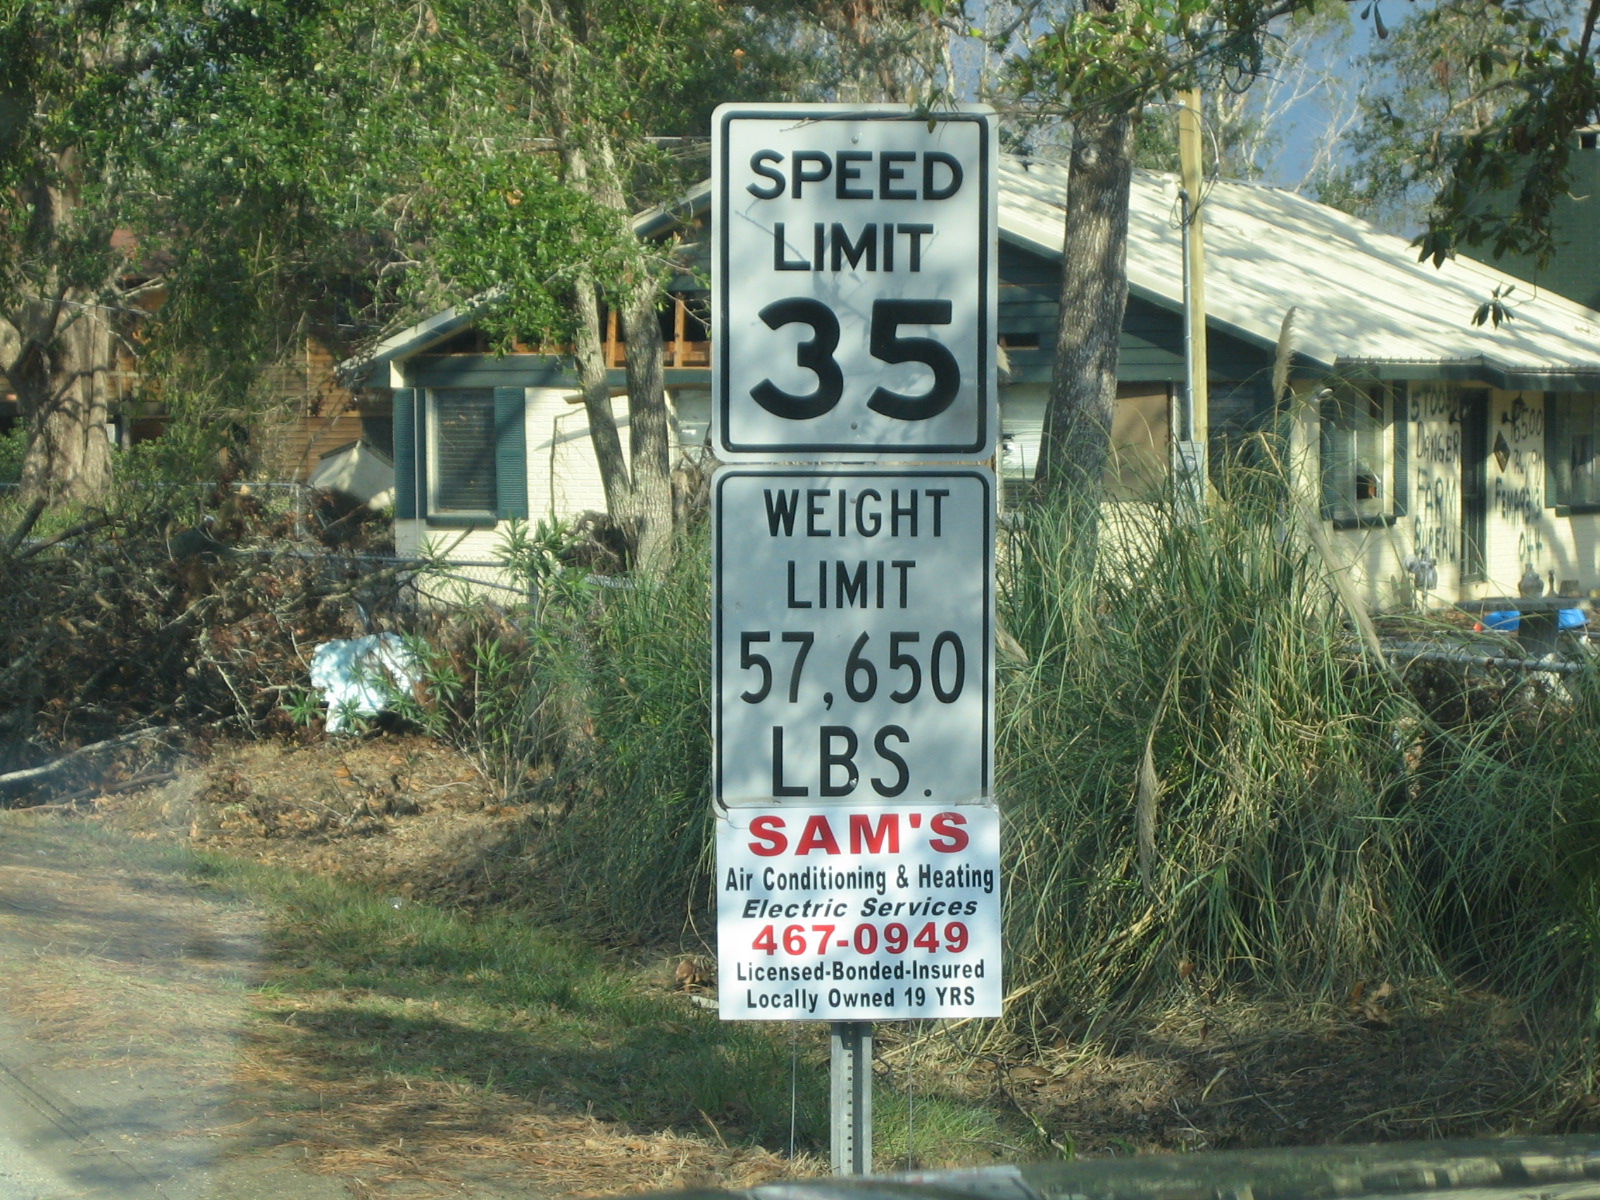 SPEED
LIMIT
35
WEIGHT
LIMIT
57,650
LBS.
SAM'S
Air Conditioning & Heating
Electric Services
467-0949
Licensed-Bonded-Insured
Locally Owned 19 YRS
DANGER
FARM
BUREAU